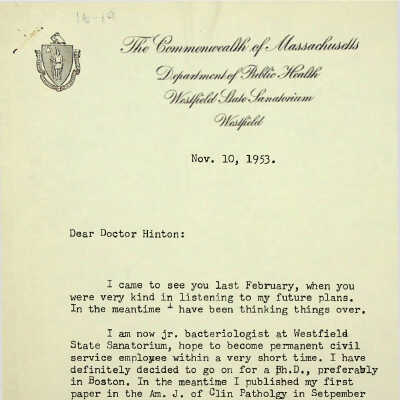 16-19
The Commonwealth of Massachusetts
Department of Public Health
Westfield State Sanatorium
Westfield
Nov. 10, 1953.
Dear Doctor Hinton:
I came to see you last February, when you
were very kind in listening to my future plans.
In the meantime I have been thinking things over.
I am now jr. bacteriologist at Westfield
State Sanatorium, hope to become permanent civil
service employee within a very short time. I have
definitely decided to go on for a Ph.D., preferably
in Boston. In the meantime I published my first
paper in the Am. J. of Clin Patholgy in Setpember